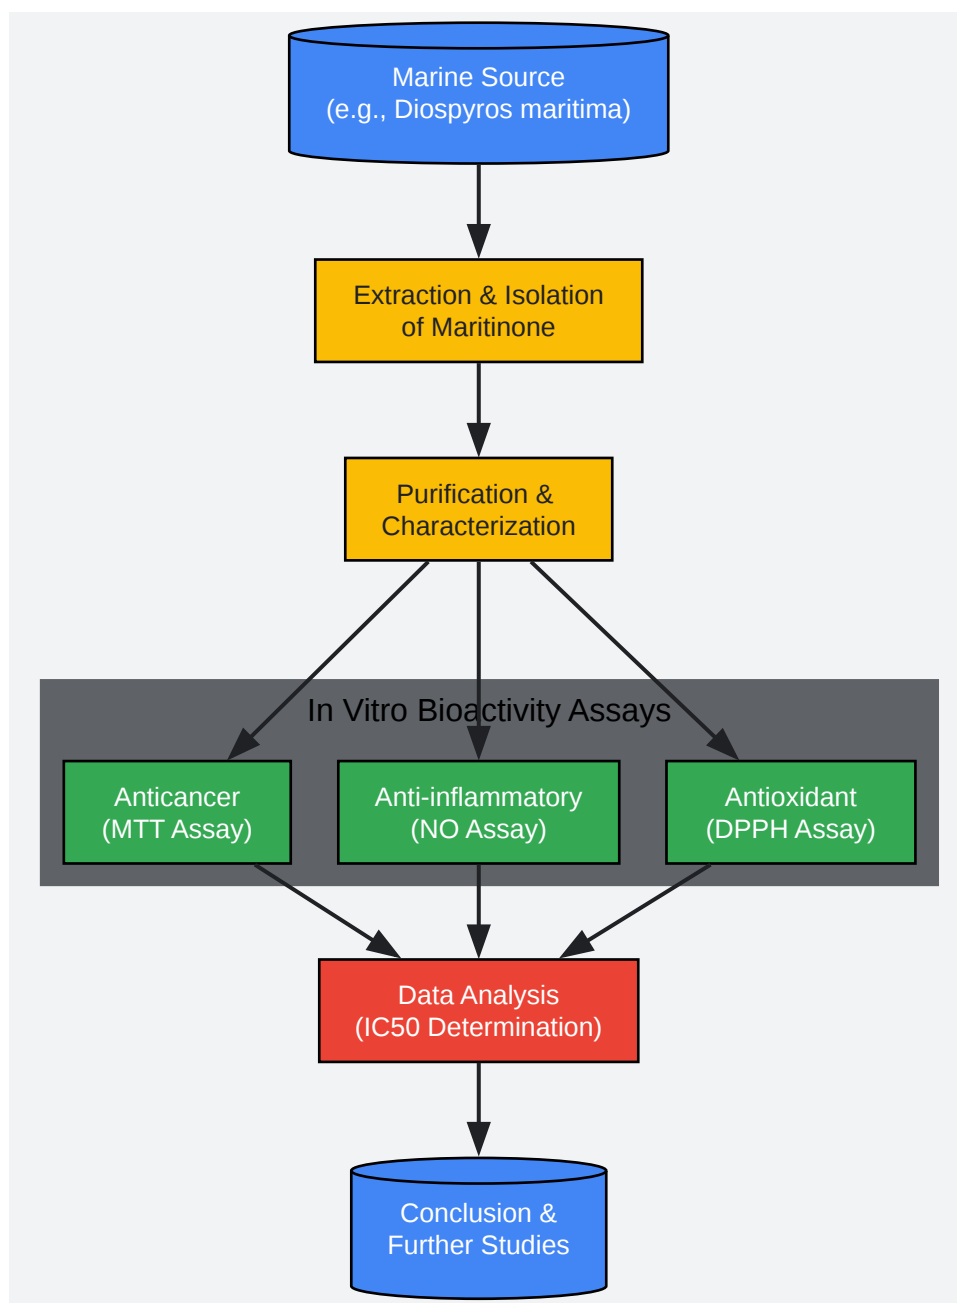 Marine Source
(e.g., Diospyros maritima)
Extraction & Isolation
of Maritinone
Purification &
Characterization
In Vitro Bioactivity Assays
Anticancer
(MTT Assay)
Anti-inflammatory
(NO Assay)
Antioxidant
(DPPH Assay)
Data Analysis
(IC50 Determination)
Conclusion &
Further Studies